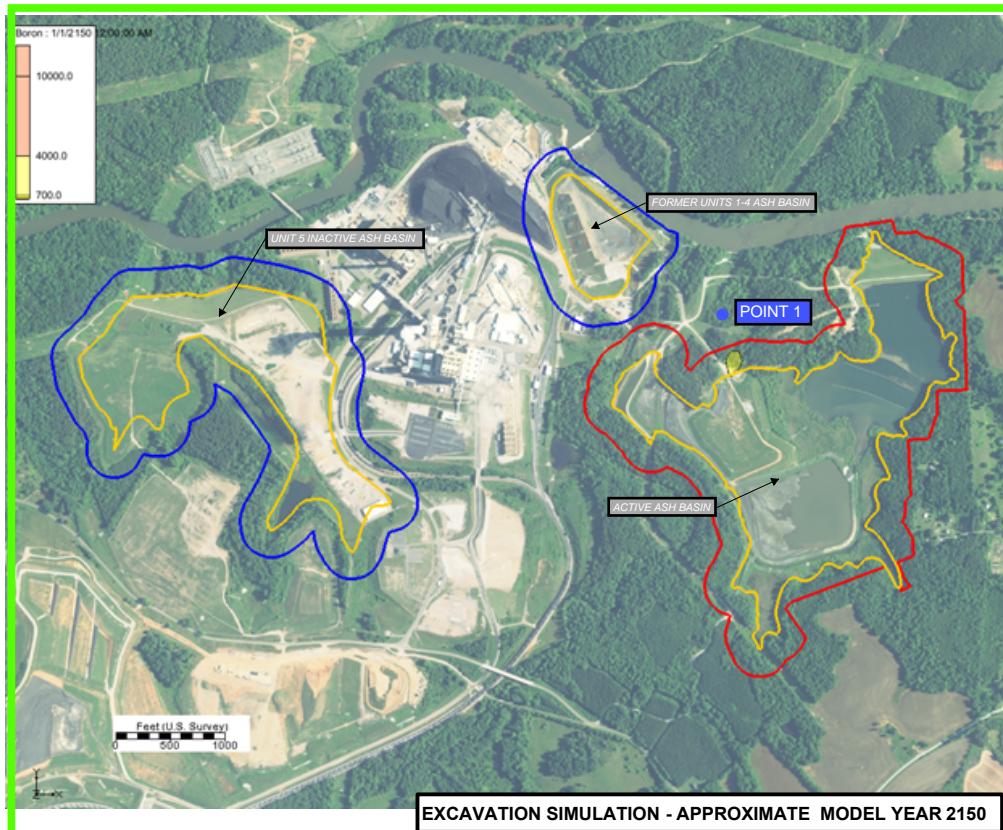 Boron : 1/1/2150 12:00:00 AM
10000.0
4000.0
700.0
FORMER UNITS 1-4 ASH BASIN
UNIT 5 INACTIVE ASH BASIN
POINT 1
ACTIVE ASH BASIN
Feet (U.S. Survey)
0 500 1000
Y
Z X
EXCAVATION SIMULATION - APPROXIMATE MODEL YEAR 2150